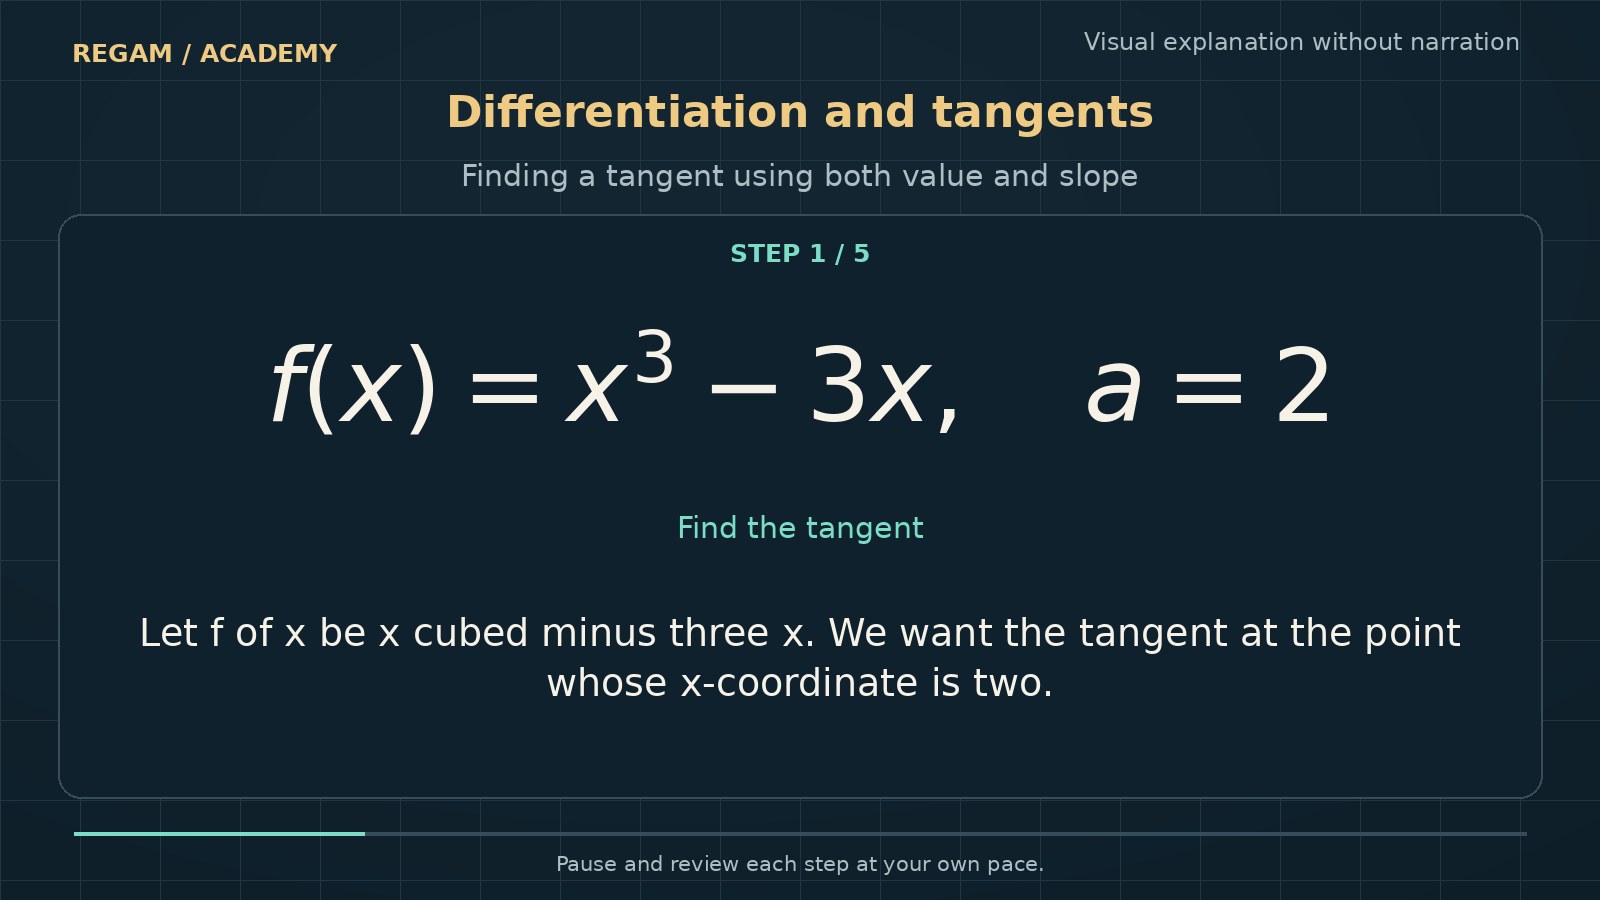 REGAM / ACADEMY
Visual explanation without narration
Differentiation and tangents
Finding a tangent using both value and slope
STEP 1 / 5
f(x) = x³ − 3x, a = 2
Find the tangent
Let f of x be x cubed minus three x. We want the tangent at the point
whose x-coordinate is two.
Pause and review each step at your own pace.